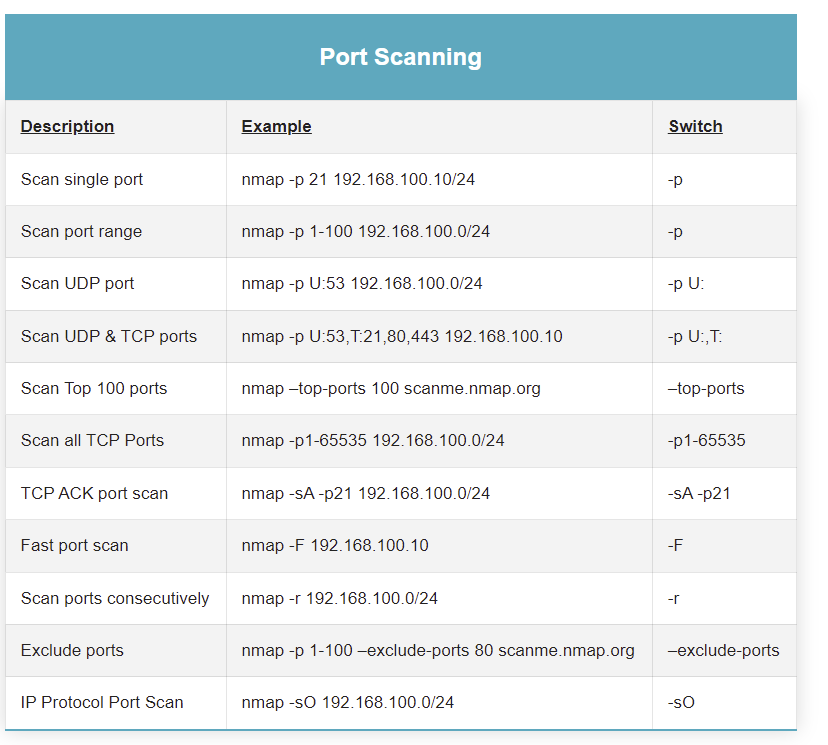 Port Scanning
Description Example Switch
Scan single port nmap -p 21 192.168.100.10/24 -p
Scan port range nmap -p 1-100 192.168.100.0/24 -p
Scan UDP port nmap -p U:53 192.168.100.0/24 -p U:
Scan UDP & TCP ports nmap -p U:53,T:21,80,443 192.168.100.10 -p U:,T:
Scan Top 100 ports nmap –top-ports 100 scanme.nmap.org –top-ports
Scan all TCP Ports nmap -p1-65535 192.168.100.0/24 -p1-65535
TCP ACK port scan nmap -sA -p21 192.168.100.0/24 -sA -p21
Fast port scan nmap -F 192.168.100.10 -F
Scan ports consecutively nmap -r 192.168.100.0/24 -r
Exclude ports nmap -p 1-100 –exclude-ports 80 scanme.nmap.org –exclude-ports
IP Protocol Port Scan nmap -sO 192.168.100.0/24 -sO